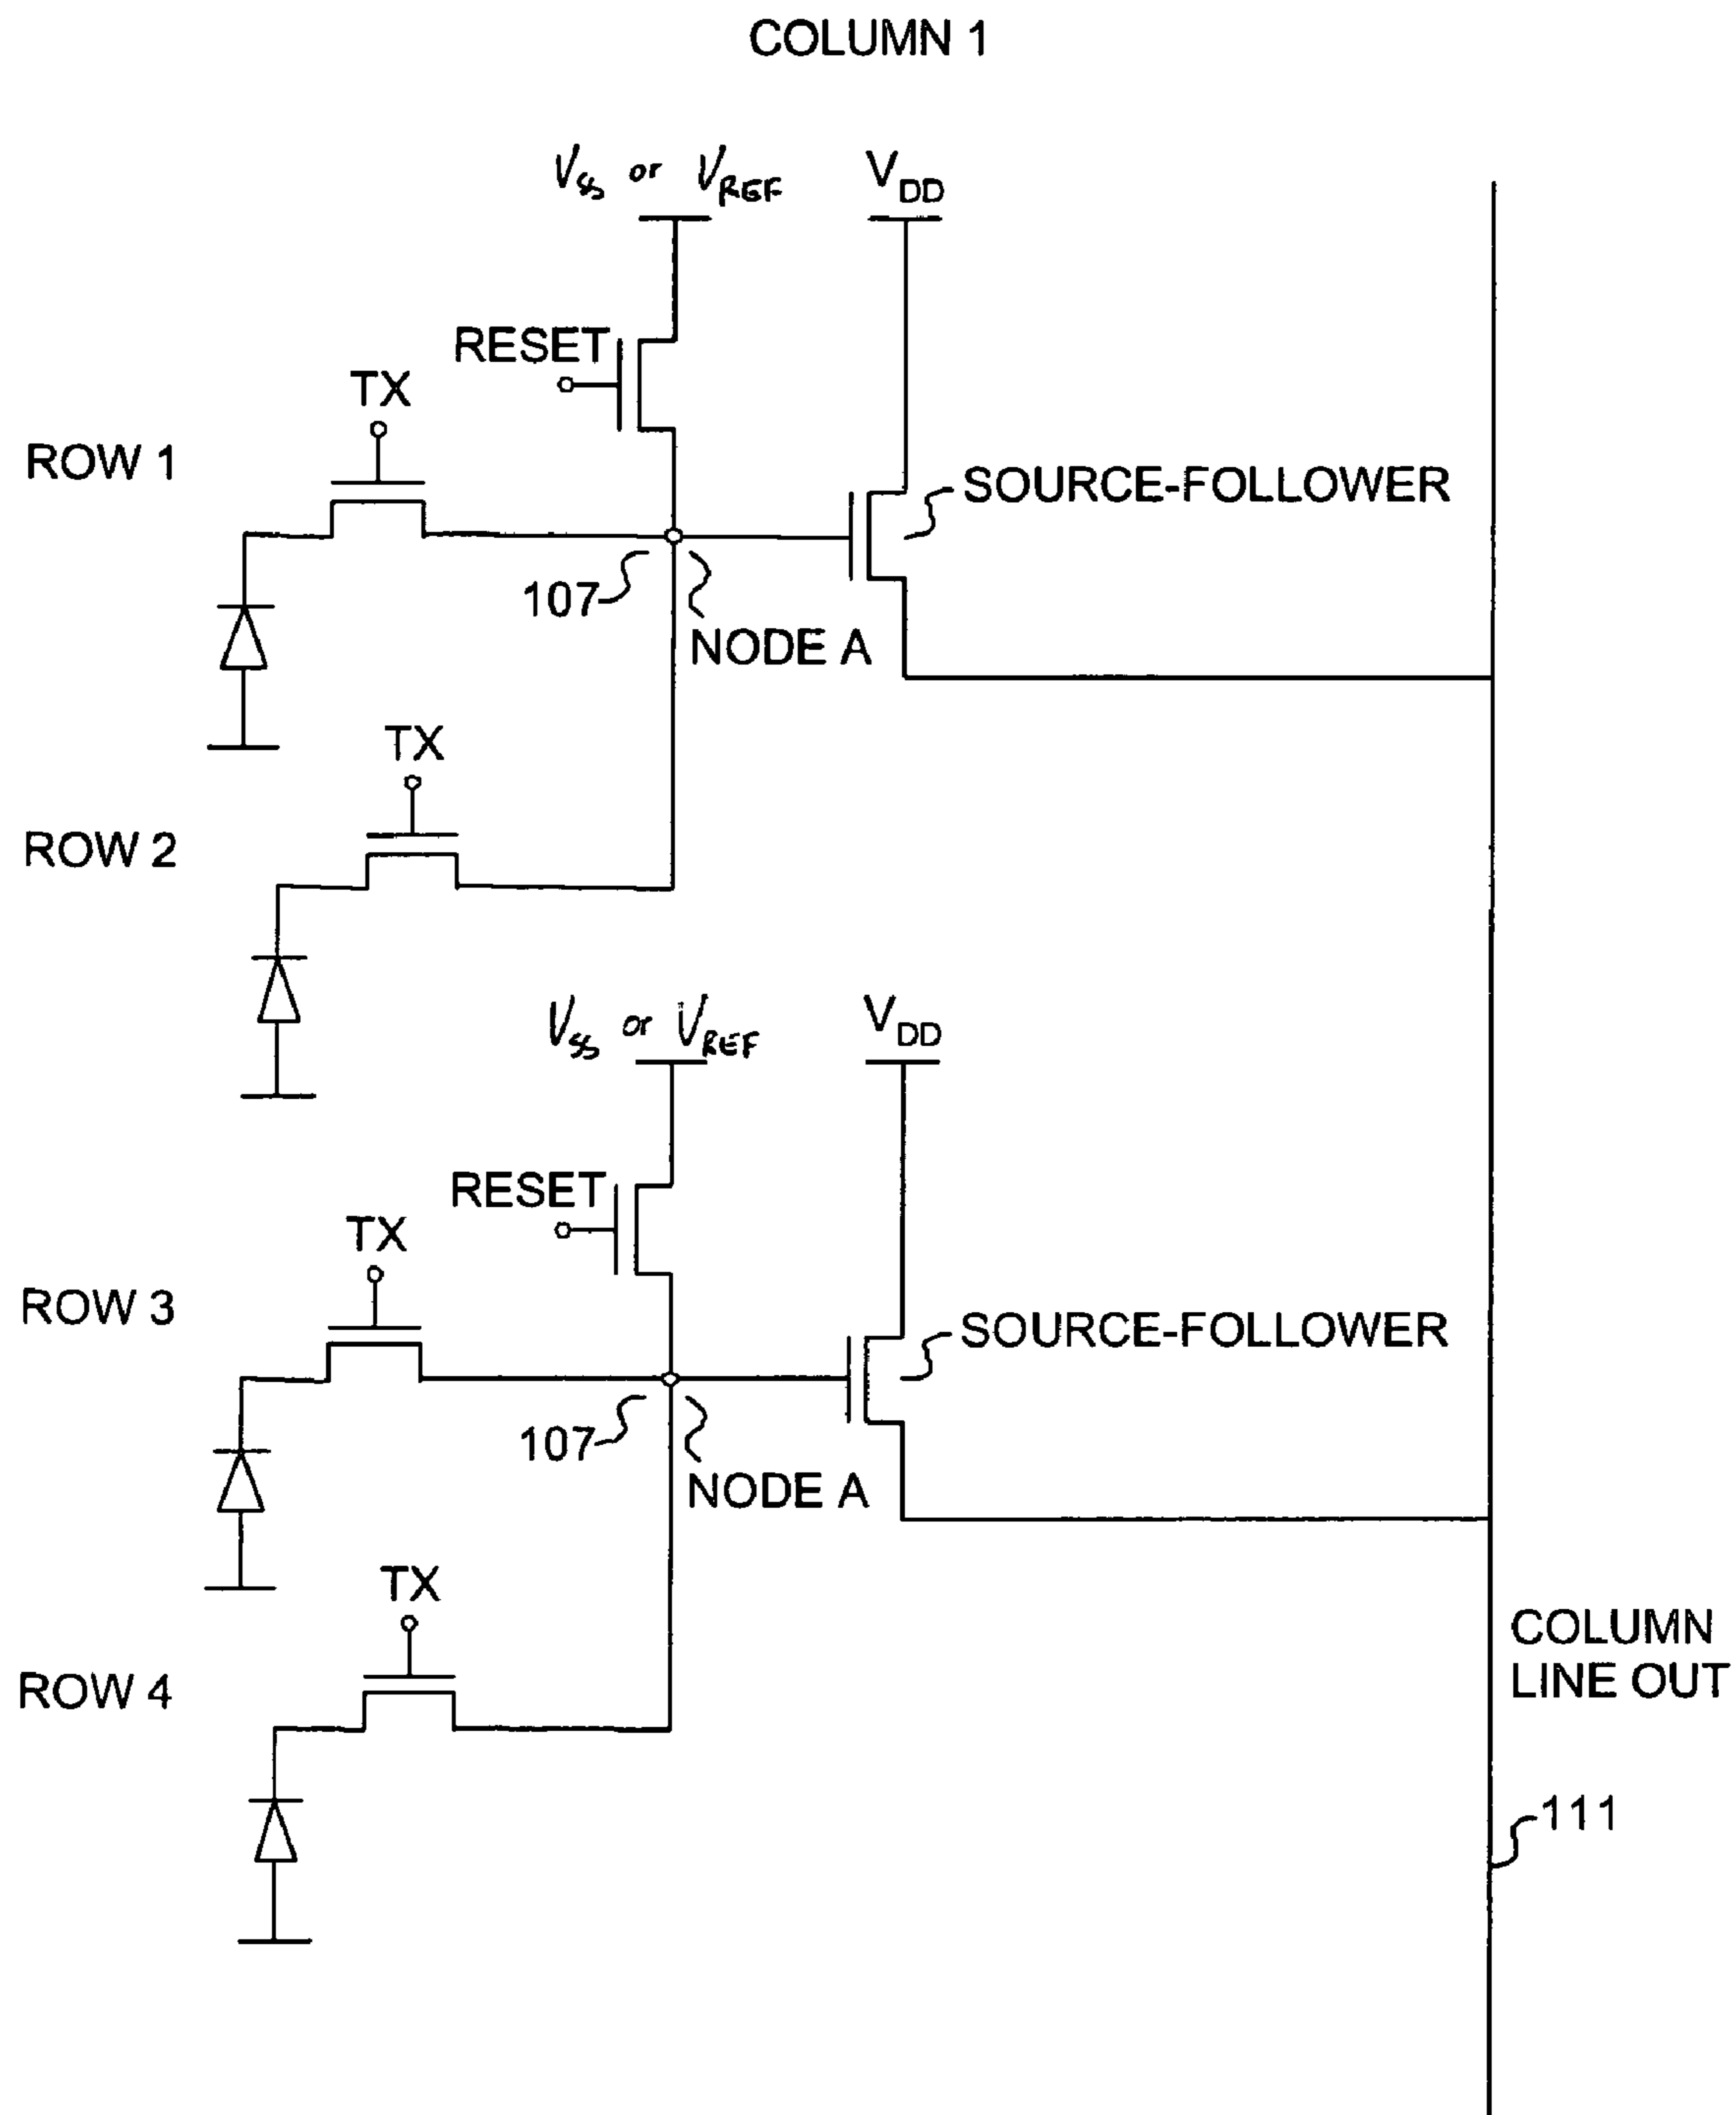 COLUMN 1
Vss or VREF
VDD
RESET
TX
ROW 1
SOURCE-FOLLOWER
107
NODE A
TX
ROW 2
Vss or VREF
VDD
RESET
TX
ROW 3
SOURCE-FOLLOWER
107
NODE A
TX
COLUMN
LINE OUT
ROW 4
111